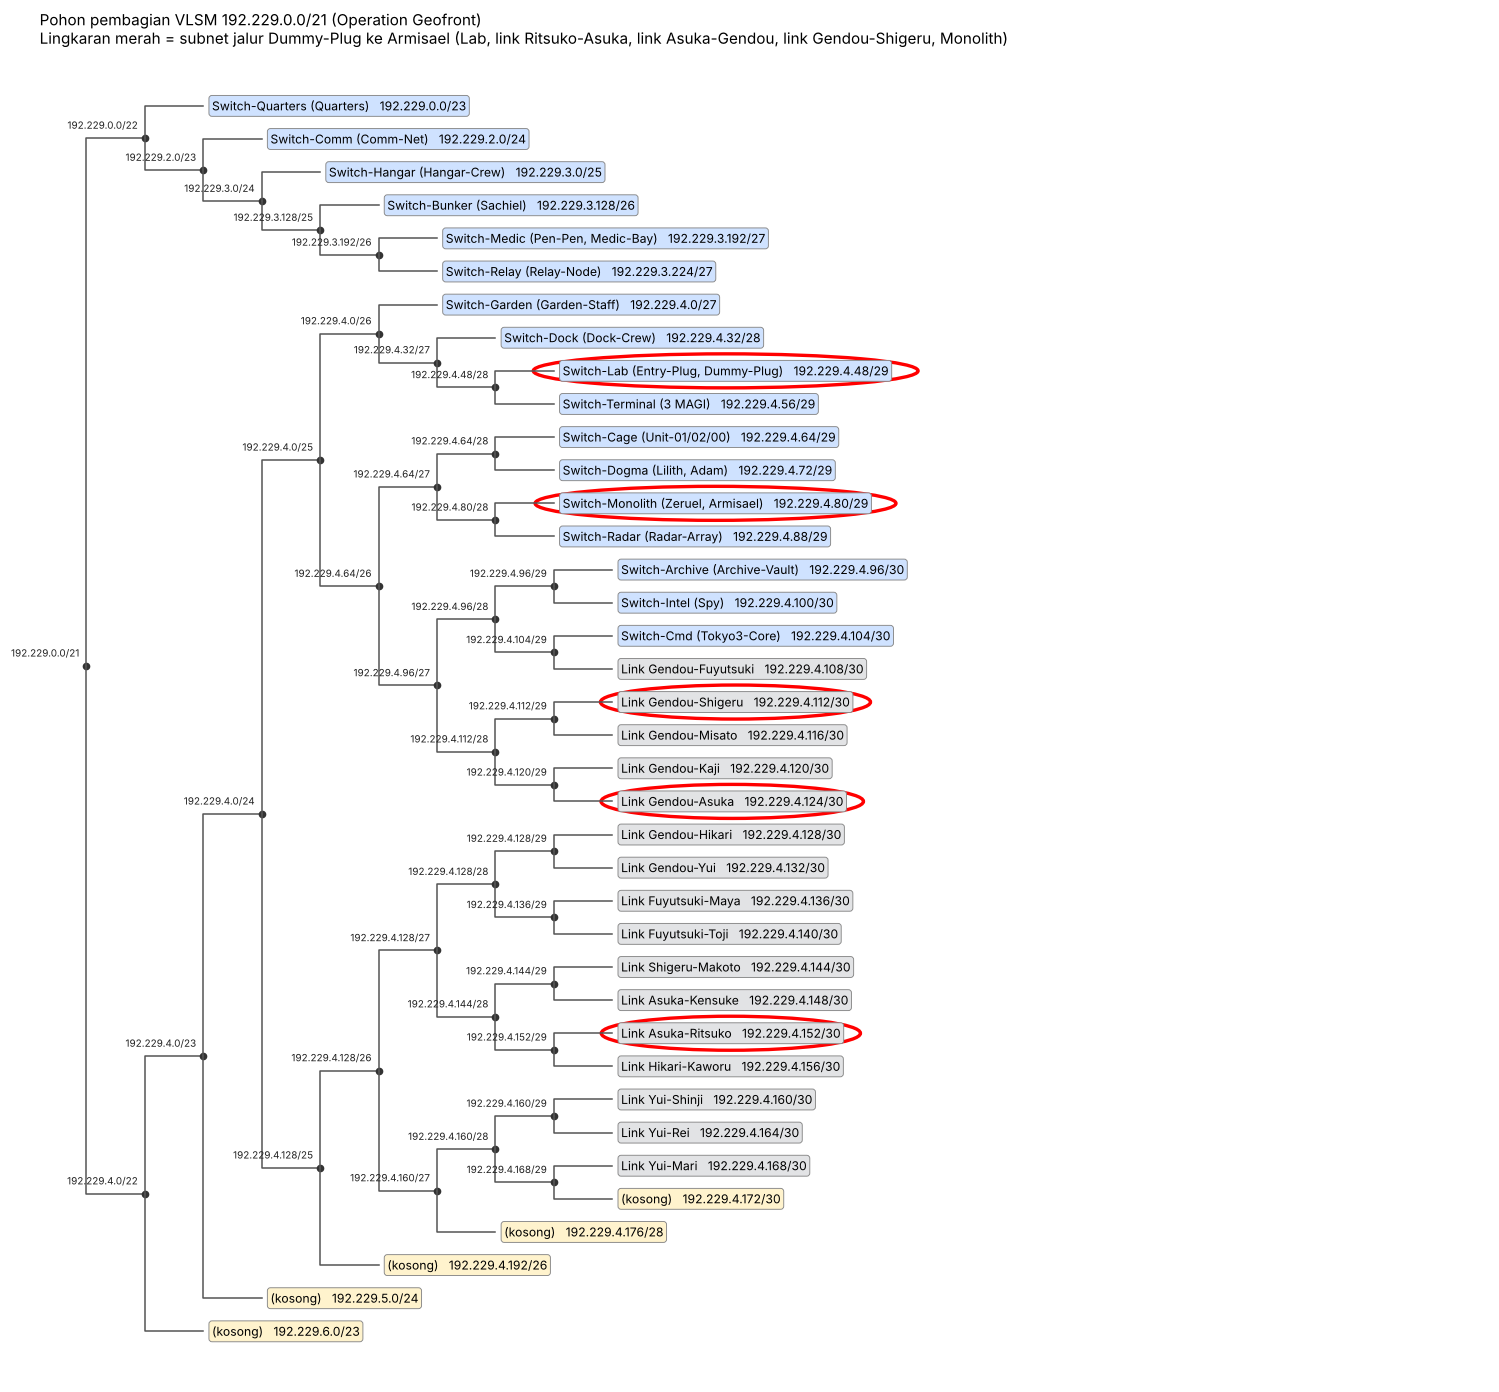 Pohon pembagian VLSM 192.229.0.0/21 (Operation Geofront)
Lingkaran merah = subnet jalur Dummy-Plug ke Armisael (Lab, link Ritsuko-Asuka, link Asuka-Gendou, link Gendou-Shigeru, Monolith)
Switch-Quarters (Quarters) 192.229.0.0/23
192.229.0.0/22
Switch-Comm (Comm-Net) 192.229.2.0/24
192.229.2.0/23
Switch-Hangar (Hangar-Crew) 192.229.3.0/25
192.229.3.0/24
Switch-Bunker (Sachiel) 192.229.3.128/26
192.229.3.128/25
Switch-Medic (Pen-Pen, Medic-Bay) 192.229.3.192/27
192.229.3.192/26
Switch-Relay (Relay-Node) 192.229.3.224/27
Switch-Garden (Garden-Staff) 192.229.4.0/27
192.229.4.0/26
Switch-Dock (Dock-Crew) 192.229.4.32/28
192.229.4.32/27
Switch-Lab (Entry-Plug, Dummy-Plug) 192.229.4.48/29
192.229.4.48/28
Switch-Terminal (3 MAGI) 192.229.4.56/29
Switch-Cage (Unit-01/02/00) 192.229.4.64/29
192.229.4.64/28
192.229.4.0/25
Switch-Dogma (Lilith, Adam) 192.229.4.72/29
192.229.4.64/27
Switch-Monolith (Zeruel, Armisael) 192.229.4.80/29
192.229.4.80/28
Switch-Radar (Radar-Array) 192.229.4.88/29
Switch-Archive (Archive-Vault) 192.229.4.96/30
192.229.4.64/26
192.229.4.96/29
Switch-Intel (Spy) 192.229.4.100/30
192.229.4.96/28
Switch-Cmd (Tokyo3-Core) 192.229.4.104/30
192.229.4.104/29
192.229.0.0/21
Link Gendou-Fuyutsuki 192.229.4.108/30
192.229.4.96/27
Link Gendou-Shigeru 192.229.4.112/30
192.229.4.112/29
Link Gendou-Misato 192.229.4.116/30
192.229.4.112/28
Link Gendou-Kaji 192.229.4.120/30
192.229.4.120/29
192.229.4.0/24
Link Gendou-Asuka 192.229.4.124/30
Link Gendou-Hikari 192.229.4.128/30
192.229.4.128/29
Link Gendou-Yui 192.229.4.132/30
192.229.4.128/28
Link Fuyutsuki-Maya 192.229.4.136/30
192.229.4.136/29
Link Fuyutsuki-Toji 192.229.4.140/30
192.229.4.128/27
Link Shigeru-Makoto 192.229.4.144/30
192.229.4.144/29
Link Asuka-Kensuke 192.229.4.148/30
192.229.4.144/28
Link Asuka-Ritsuko 192.229.4.152/30
192.229.4.152/29
192.229.4.0/23
192.229.4.128/26
Link Hikari-Kaworu 192.229.4.156/30
Link Yui-Shinji 192.229.4.160/30
192.229.4.160/29
Link Yui-Rei 192.229.4.164/30
192.229.4.160/28
192.229.4.128/25
Link Yui-Mari 192.229.4.168/30
192.229.4.168/29
192.229.4.0/22
192.229.4.160/27
(kosong) 192.229.4.172/30
(kosong) 192.229.4.176/28
(kosong) 192.229.4.192/26
(kosong) 192.229.5.0/24
(kosong) 192.229.6.0/23